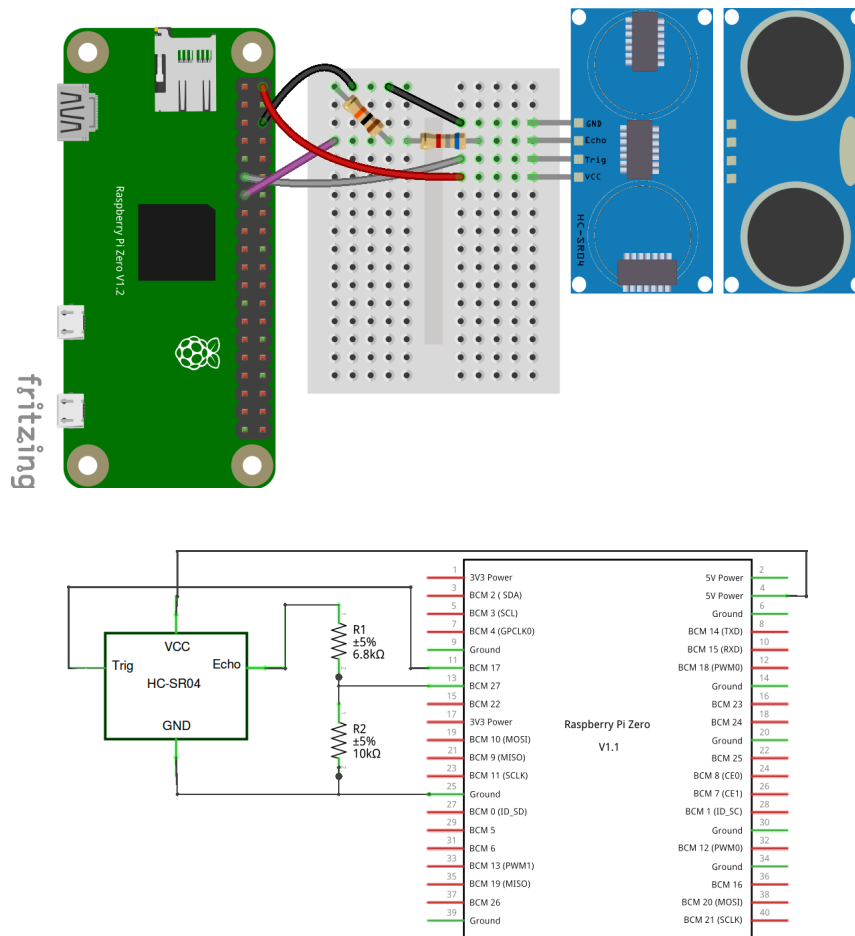 GND
Echo
Trig
VCC
HC-SR04
Raspberry Pi Zero V1.2
fritzing
1
3V3 Power
3
BCM 2 ( SDA)
5
BCM 3 (SCL)
7
BCM 4 (GPCLK0)
9
Ground
11
BCM 17
13
BCM 27
15
BCM 22
17
3V3 Power
19
BCM 10 (MOSI)
21
BCM 9 (MISO)
23
BCM 11 (SCLK)
25
Ground
27
BCM 0 (ID_SD)
29
BCM 5
31
BCM 6
33
BCM 13 (PWM1)
35
BCM 19 (MISO)
37
BCM 26
39
Ground
2
5V Power
4
5V Power
6
Ground
8
BCM 14 (TXD)
10
BCM 15 (RXD)
12
BCM 18 (PWM0)
14
Ground
16
BCM 23
18
BCM 24
20
Ground
22
BCM 25
24
BCM 8 (CE0)
26
BCM 7 (CE1)
28
BCM 1 (ID_SC)
30
Ground
32
BCM 12 (PWM0)
34
Ground
36
BCM 16
38
BCM 20 (MOSI)
40
BCM 21 (SCLK)
Raspberry Pi Zero
V1.1
VCC
Trig
Echo
HC-SR04
GND
1
R1
±5%
6.8kΩ
2
1
R2
±5%
10kΩ
2